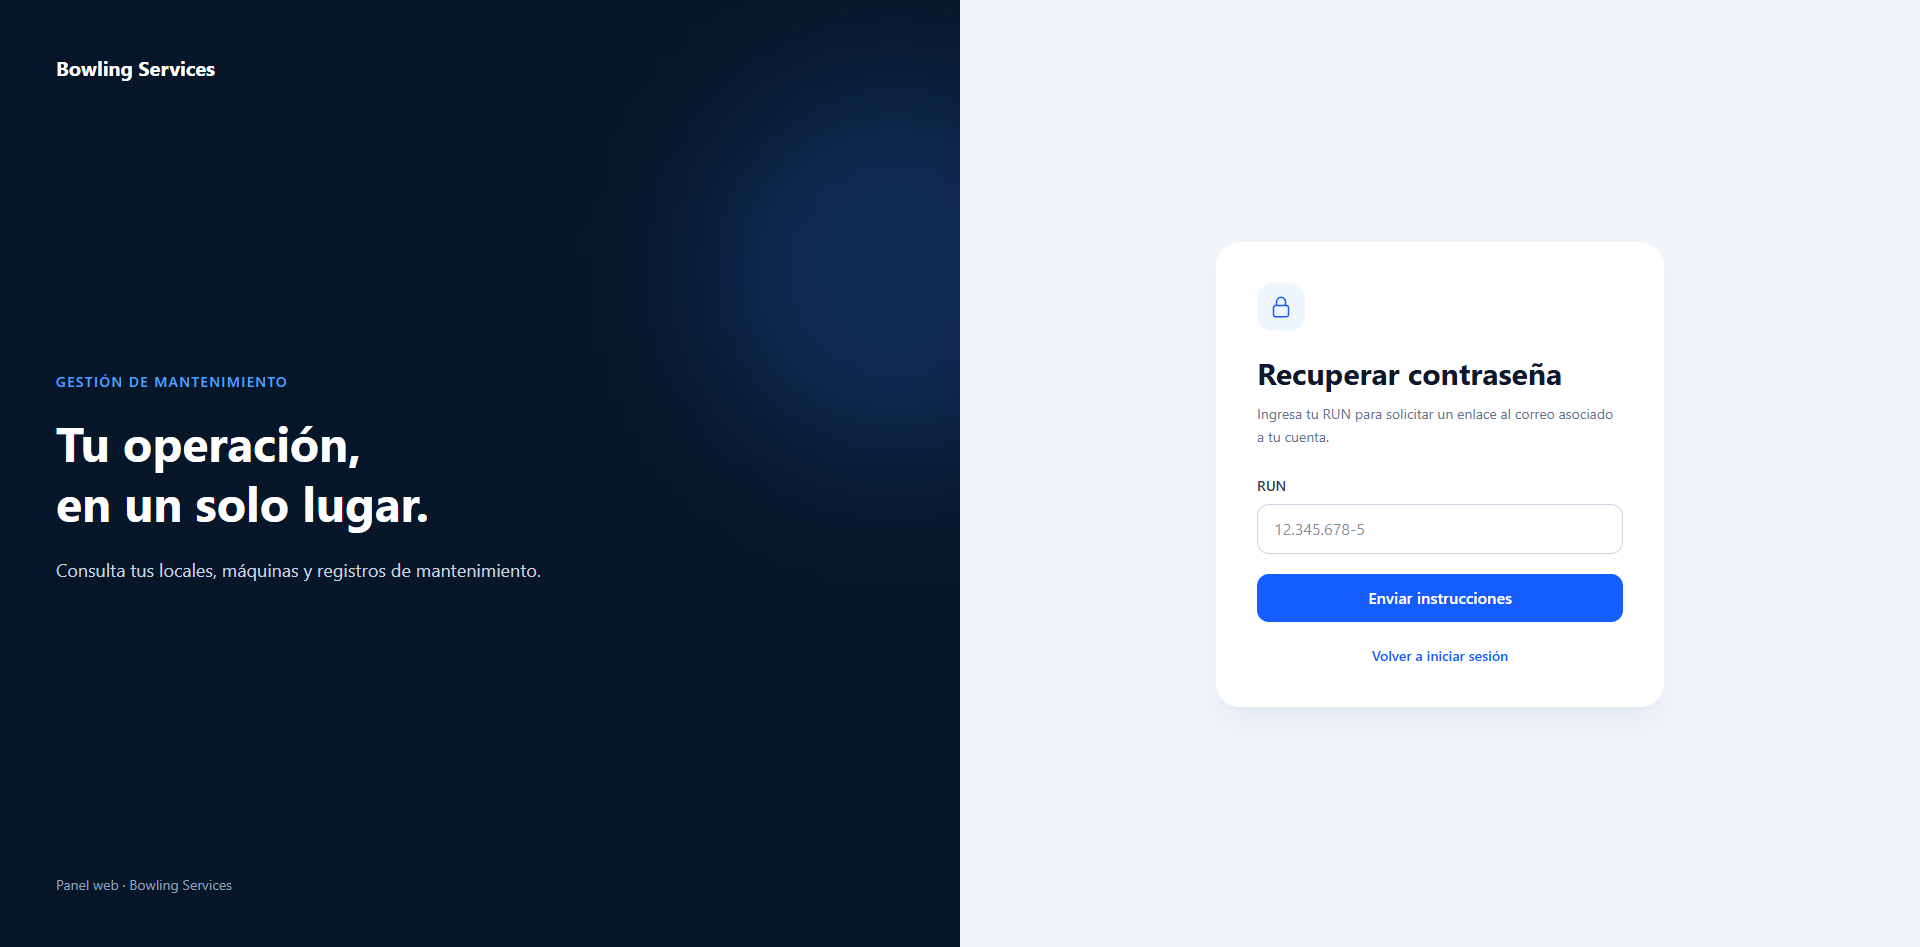 Bowling Services
GESTIÓN DE MANTENIMIENTO
Tu operación,
en un solo lugar.
Consulta tus locales, máquinas y registros de mantenimiento.
Panel web · Bowling Services
Recuperar contraseña
Ingresa tu RUN para solicitar un enlace al correo asociado
a tu cuenta.
RUN
12.345.678-5
Enviar instrucciones
Volver a iniciar sesión